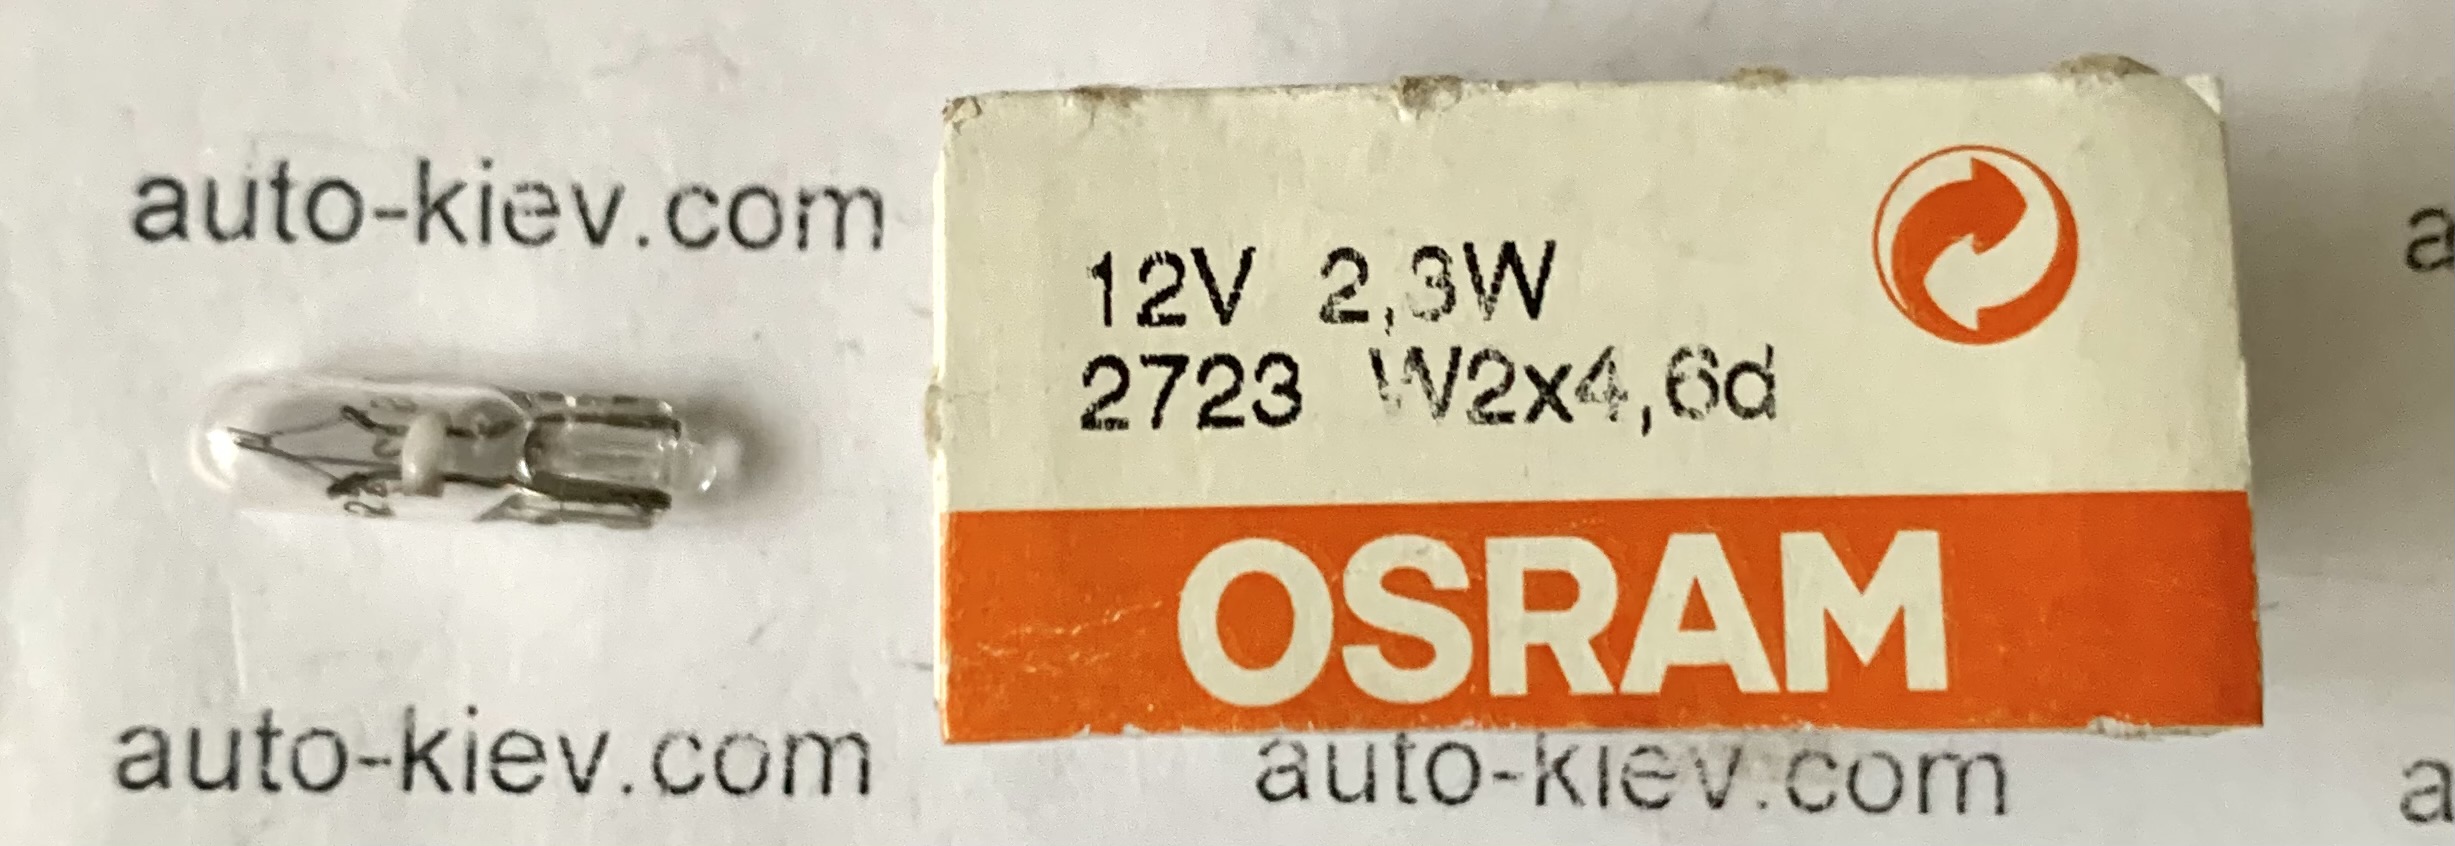 auto-kiev.com
12V 2,3W
2723 W2x4,6d
OSRAM
auto-kiev.com
auto-kiev.com